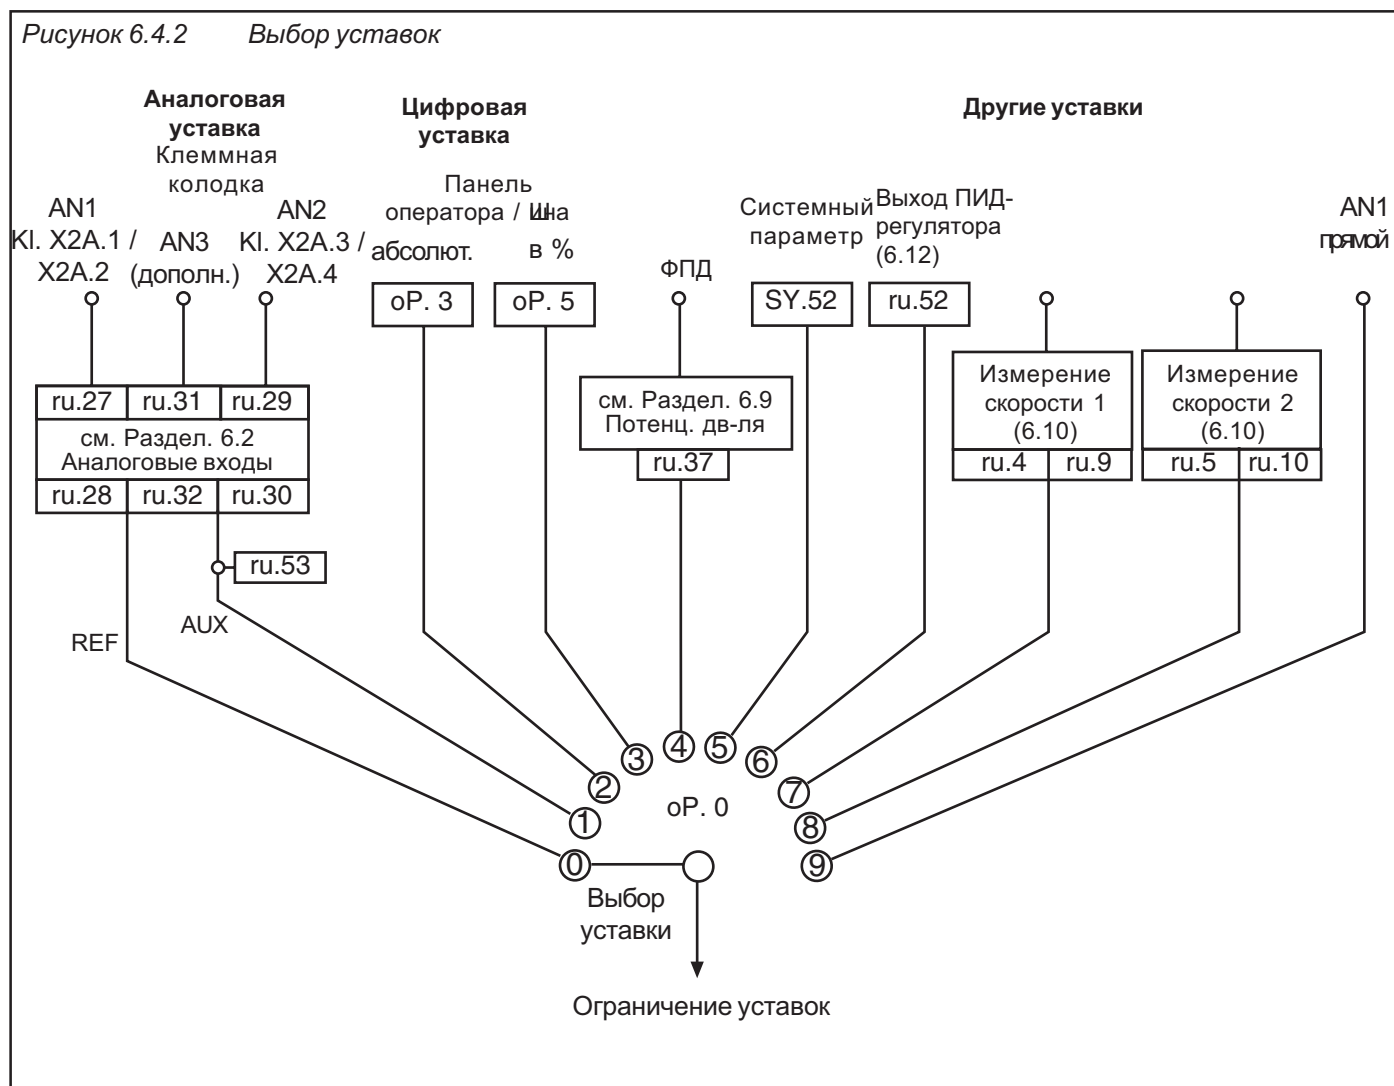 Рисунок 6.4.2 Выбор уставок
Аналоговая
уставка
Клеммная
колодка
Цифровая
уставка
Другие уставки
AN1
Kl. X2A.1 /
X2A.2
AN3
(дополн.)
AN2
Kl. X2A.3 /
X2A.4
Панель
оператора / Шина
абсолют.
в %
ФПД
Системный
параметр
Выход ПИД-
регулятора
(6.12)
AN1
прямой
oP. 3
oP. 5
SY.52
ru.52
ru.27
ru.31
ru.29
см. Раздел. 6.2
Аналоговые входы
ru.28
ru.32
ru.30
см. Раздел. 6.9
Потенц. дв-ля
ru.37
Измерение
скорости 1
(6.10)
ru.4
ru.9
Измерение
скорости 2
(6.10)
ru.5
ru.10
ru.53
REF
AUX
0
1
2
3
4
5
6
7
8
9
oP. 0
Выбор
уставки
Ограничение уставок